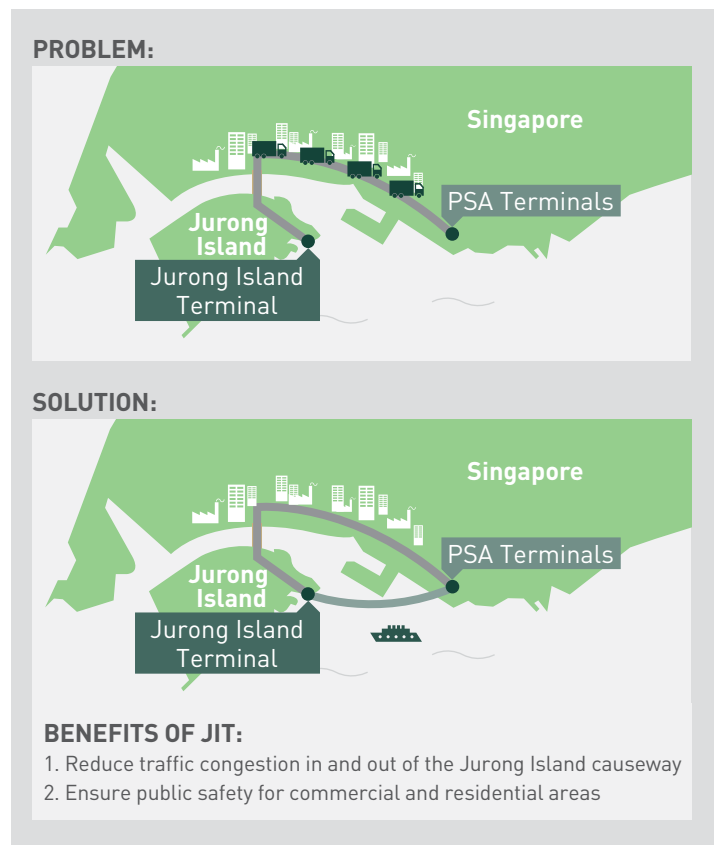 PROBLEM:
Singapore
PSA Terminals
Jurong
Island
Jurong Island
Terminal
SOLUTION:
Singapore
PSA Terminals
Jurong
Island
Jurong Island
Terminal
BENEFITS OF JIT:
1. Reduce traffic congestion in and out of the Jurong Island causeway
2. Ensure public safety for commercial and residential areas